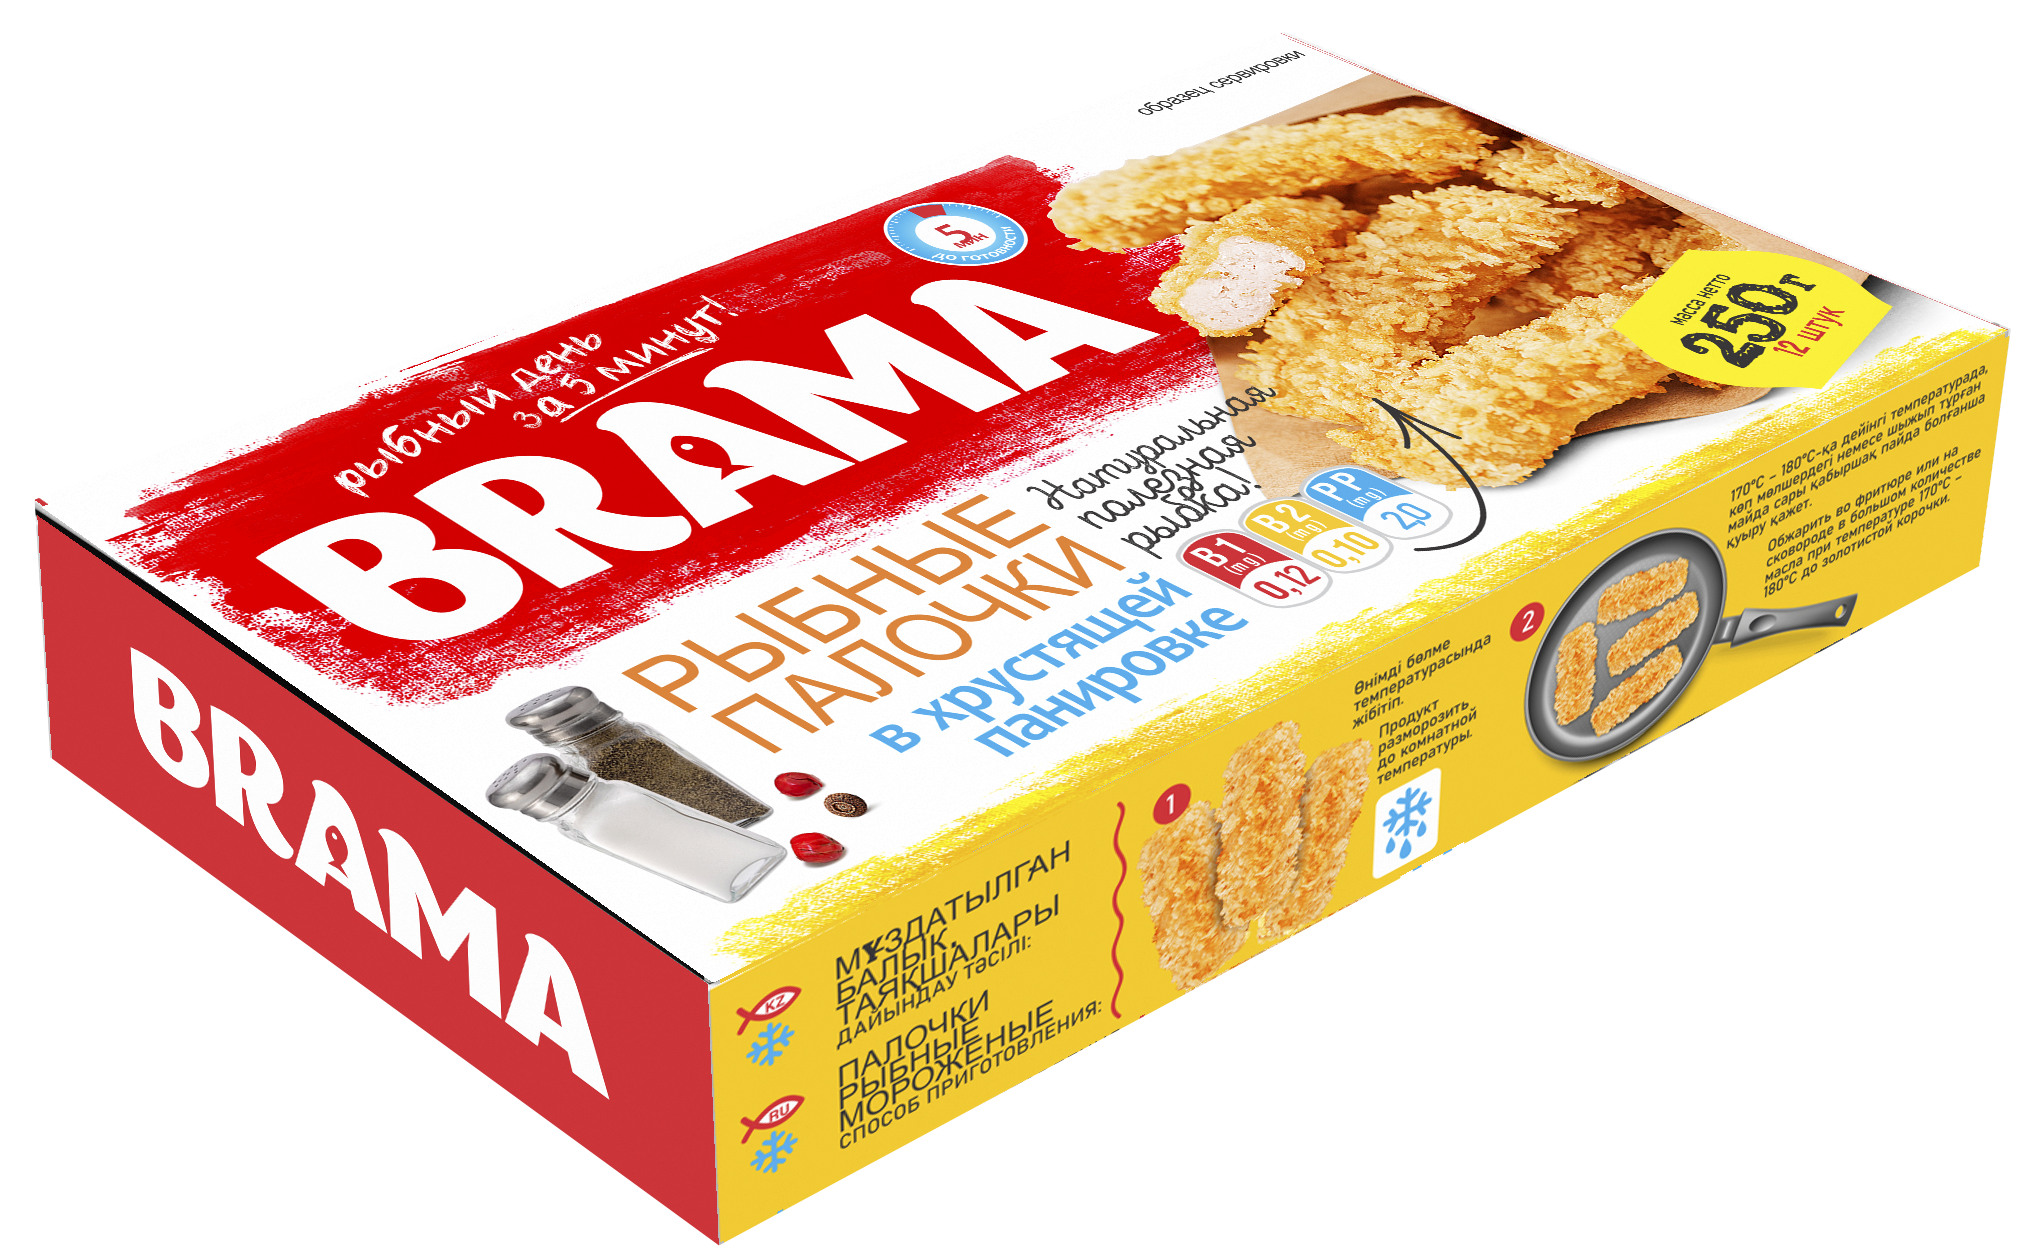 образец сервировки
5
мин
до готовности
рыбный день
за 5 минут!
BRAMA
масса нетто
250г
12 штук
Натуральная
полезная
рыбка!
B1
(mg)
0,12
B2
(mg)
0,10
PP
(mg)
2,0
РЫБНЫЕ
ПАЛОЧКИ
в хрустящей
панировке
BRAMA
KZ
МҰЗДАТЫЛҒАН
БАЛЫҚ
ТАЯҚШАЛАРЫ
ДАЙЫНДАУ ТӘСІЛІ:
RU
ПАЛОЧКИ
РЫБНЫЕ
МОРОЖЕНЫЕ
СПОСОБ ПРИГОТОВЛЕНИЯ:
1
Өнімді бөлме
температурасында
жібітіп.
Продукт
разморозить
до комнатной
температуры.
2
170°С – 180°С-қа дейінгі температурада,
көп мөлшердегі немесе шыжып тұрған
майда сары қабыршақ пайда болғанша
қуыру қажет.
Обжарить во фритюре или на
сковороде в большом количестве
масла при температуре 170°С –
180°С до золотистой корочки.